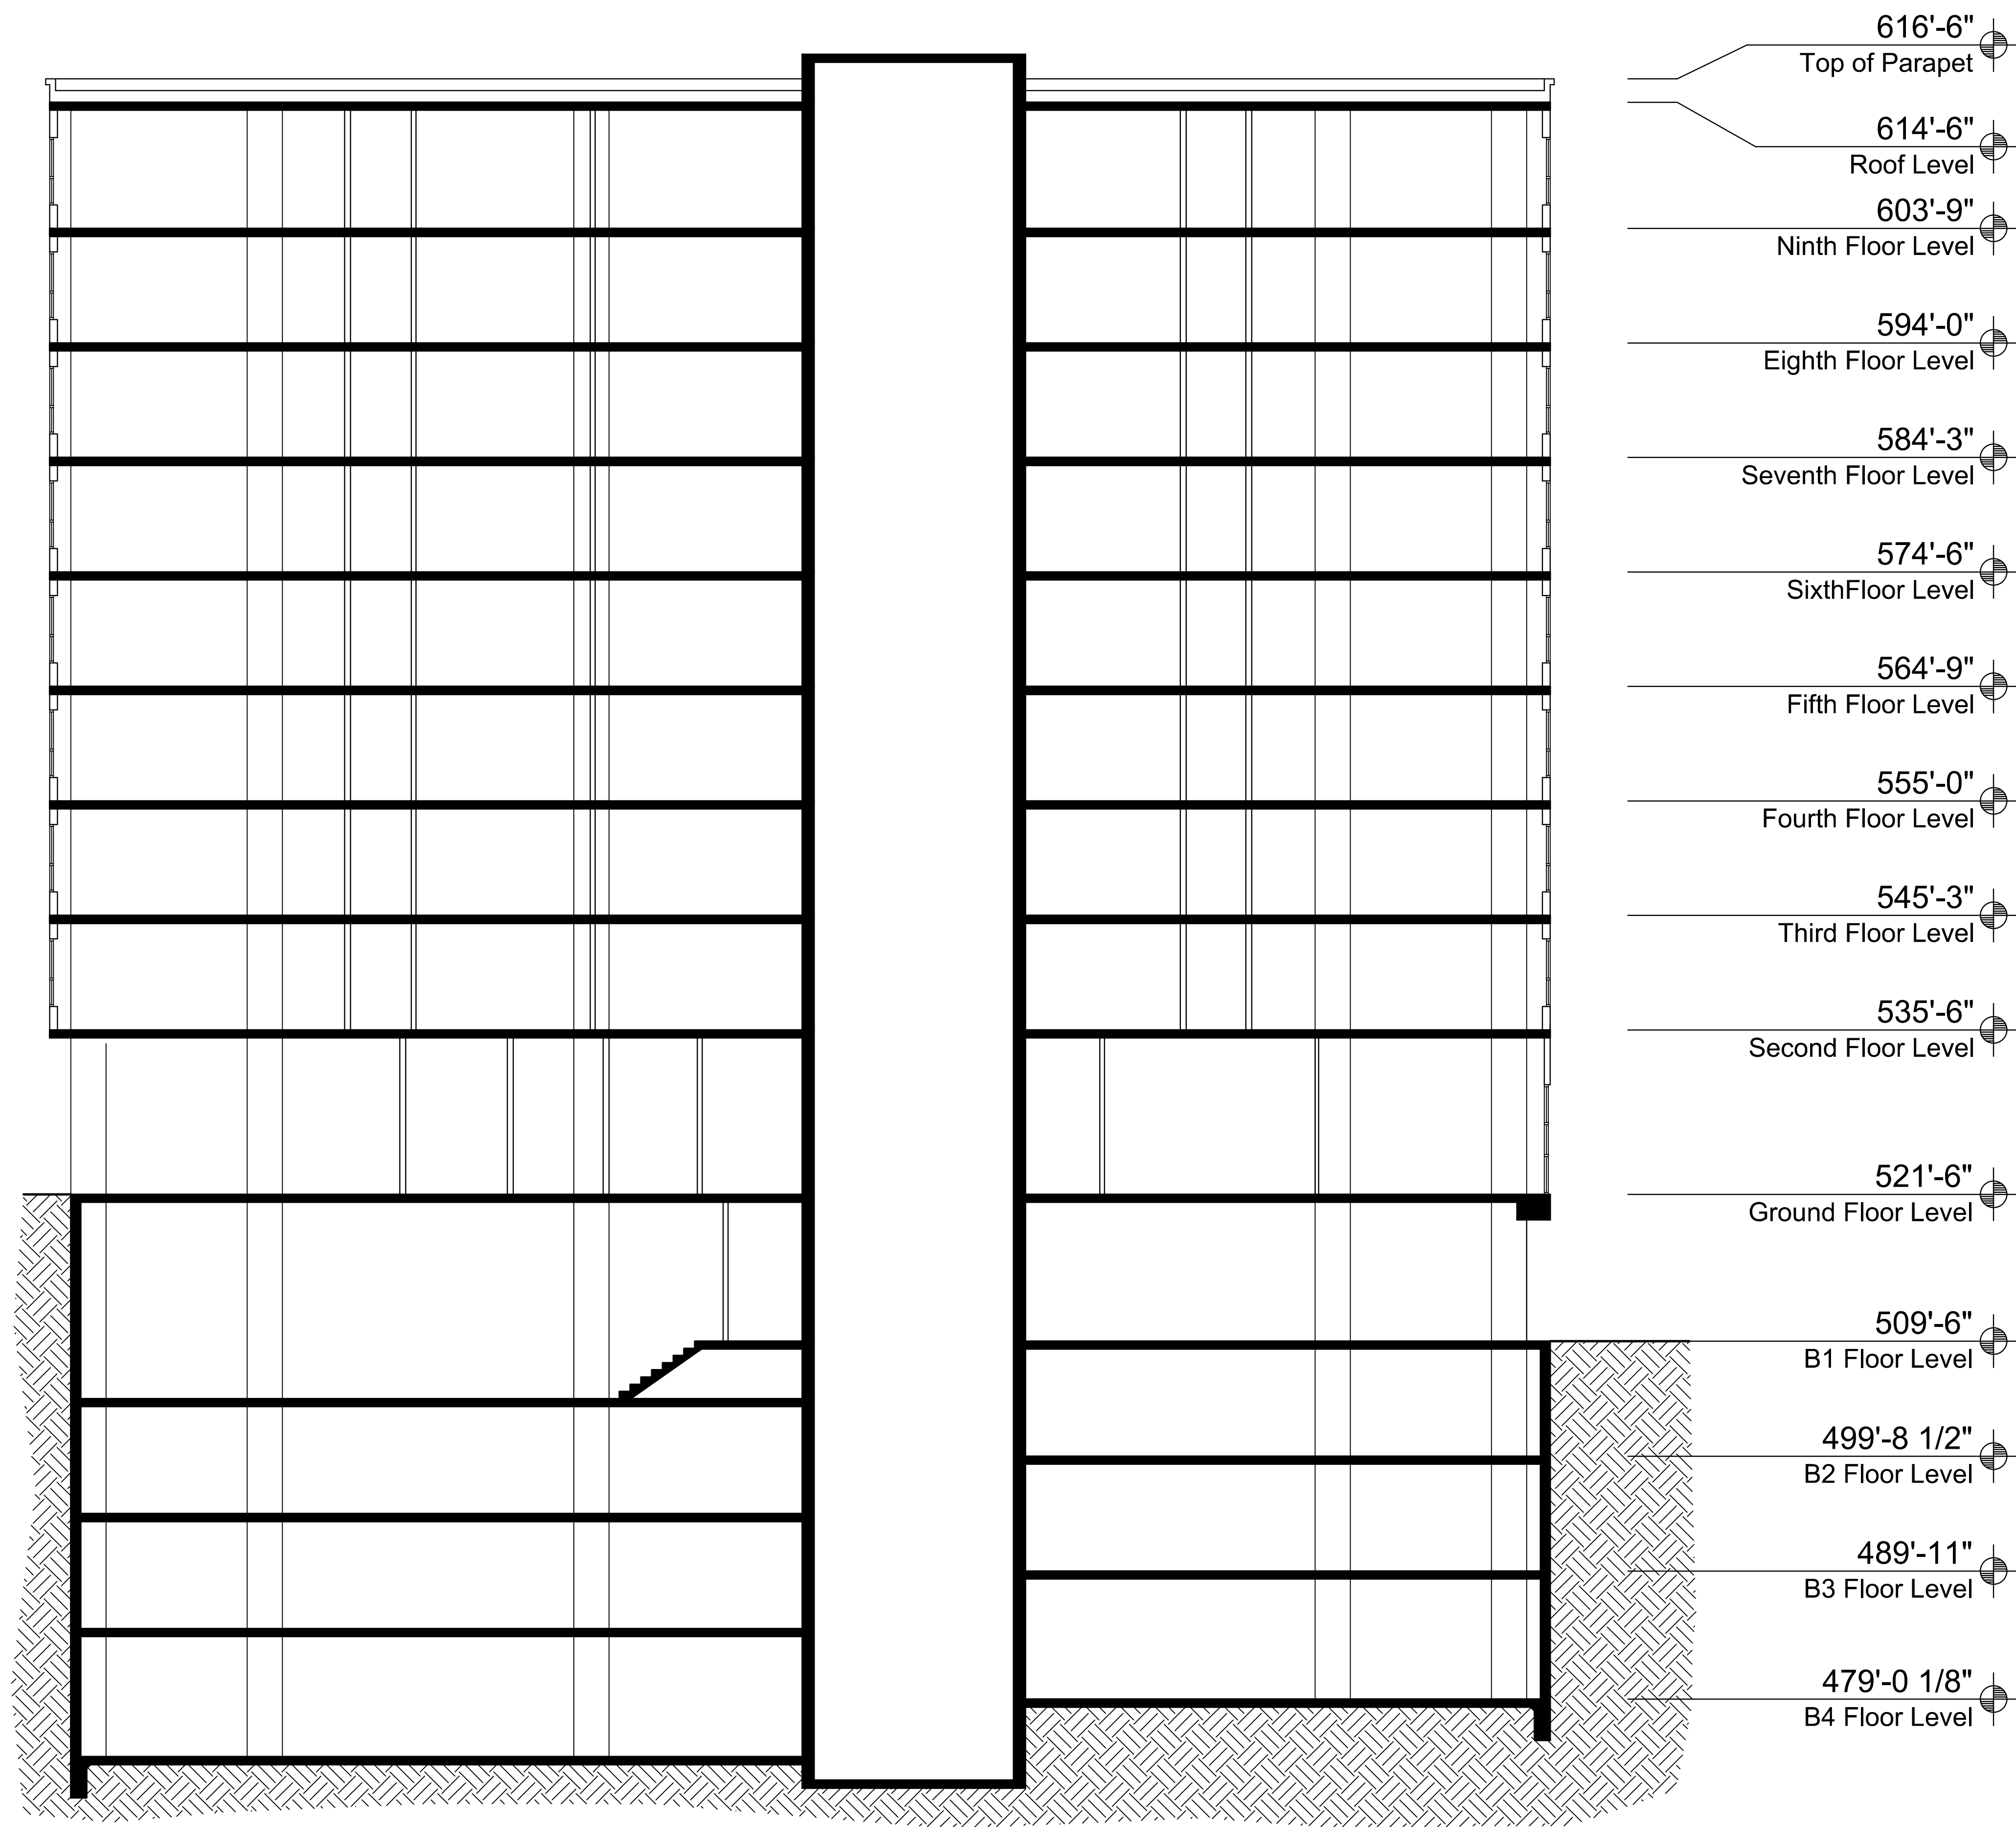 616'-6"
Top of Parapet
614'-6"
Roof Level
603'-9"
Ninth Floor Level
594'-0"
Eighth Floor Level
584'-3"
Seventh Floor Level
574'-6"
SixthFloor Level
564'-9"
Fifth Floor Level
555'-0"
Fourth Floor Level
545'-3"
Third Floor Level
535'-6"
Second Floor Level
521'-6"
Ground Floor Level
509'-6"
B1 Floor Level
499'-8 1/2"
B2 Floor Level
489'-11"
B3 Floor Level
479'-0 1/8"
B4 Floor Level